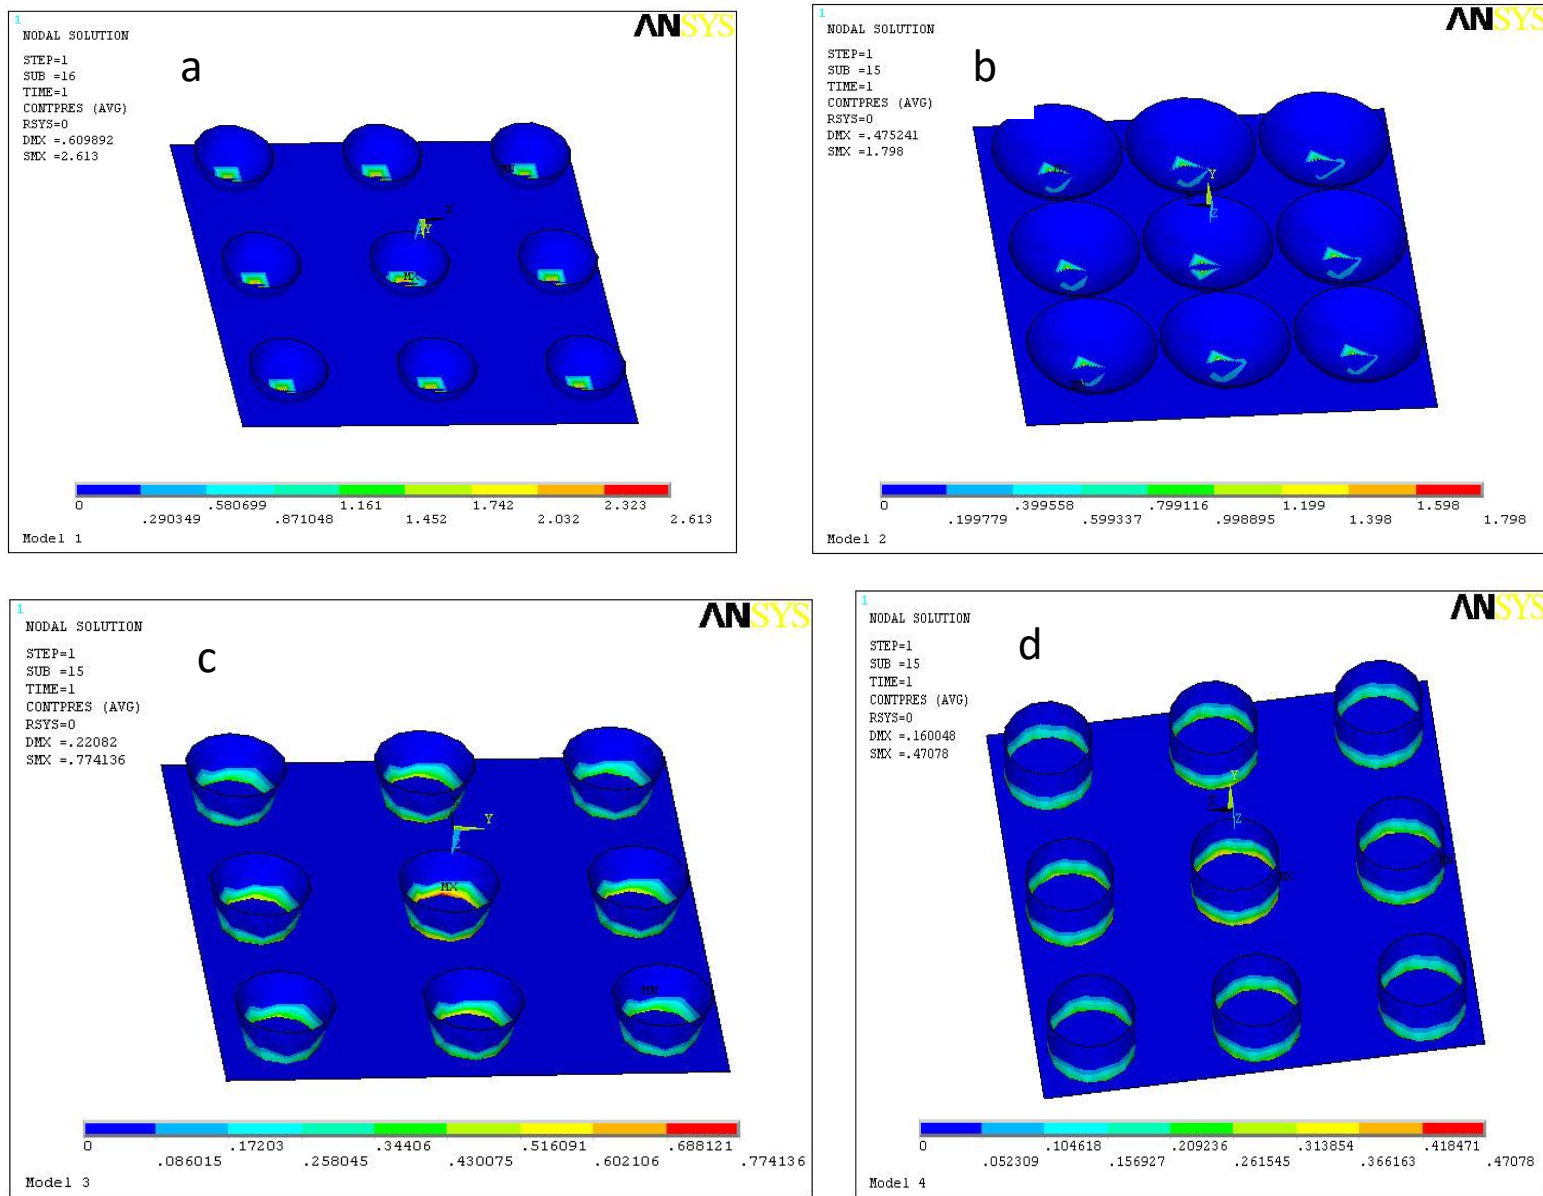 1
ANSYS
NODAL SOLUTION
STEP=1
SUB =16
TIME=1
CONTPRES (AVG)
RSYS=0
DMX =.609892
SMX =2.613
a
MN
X
Y
0
.290349
.580699
.871048
1.161
1.452
1.742
2.032
2.323
2.613
Model 1
1
ANSYS
NODAL SOLUTION
STEP=1
SUB =15
TIME=1
CONTPRES (AVG)
RSYS=0
DMX =.475241
SMX =1.798
b
Y
Z
0
.199779
.399558
.599337
.799116
.998895
1.199
1.398
1.598
1.798
Model 2
1
ANSYS
NODAL SOLUTION
STEP=1
SUB =15
TIME=1
CONTPRES (AVG)
RSYS=0
DMX =.22082
SMX =.774136
c
Y
Z
MX
MN
0
.086015
.17203
.258045
.34406
.430075
.516091
.602106
.688121
.774136
Model 3
1
ANSYS
NODAL SOLUTION
STEP=1
SUB =15
TIME=1
CONTPRES (AVG)
RSYS=0
DMX =.160048
SMX =.47078
d
Y
Z
MX
0
.052309
.104618
.156927
.209236
.261545
.313854
.366163
.418471
.47078
Model 4